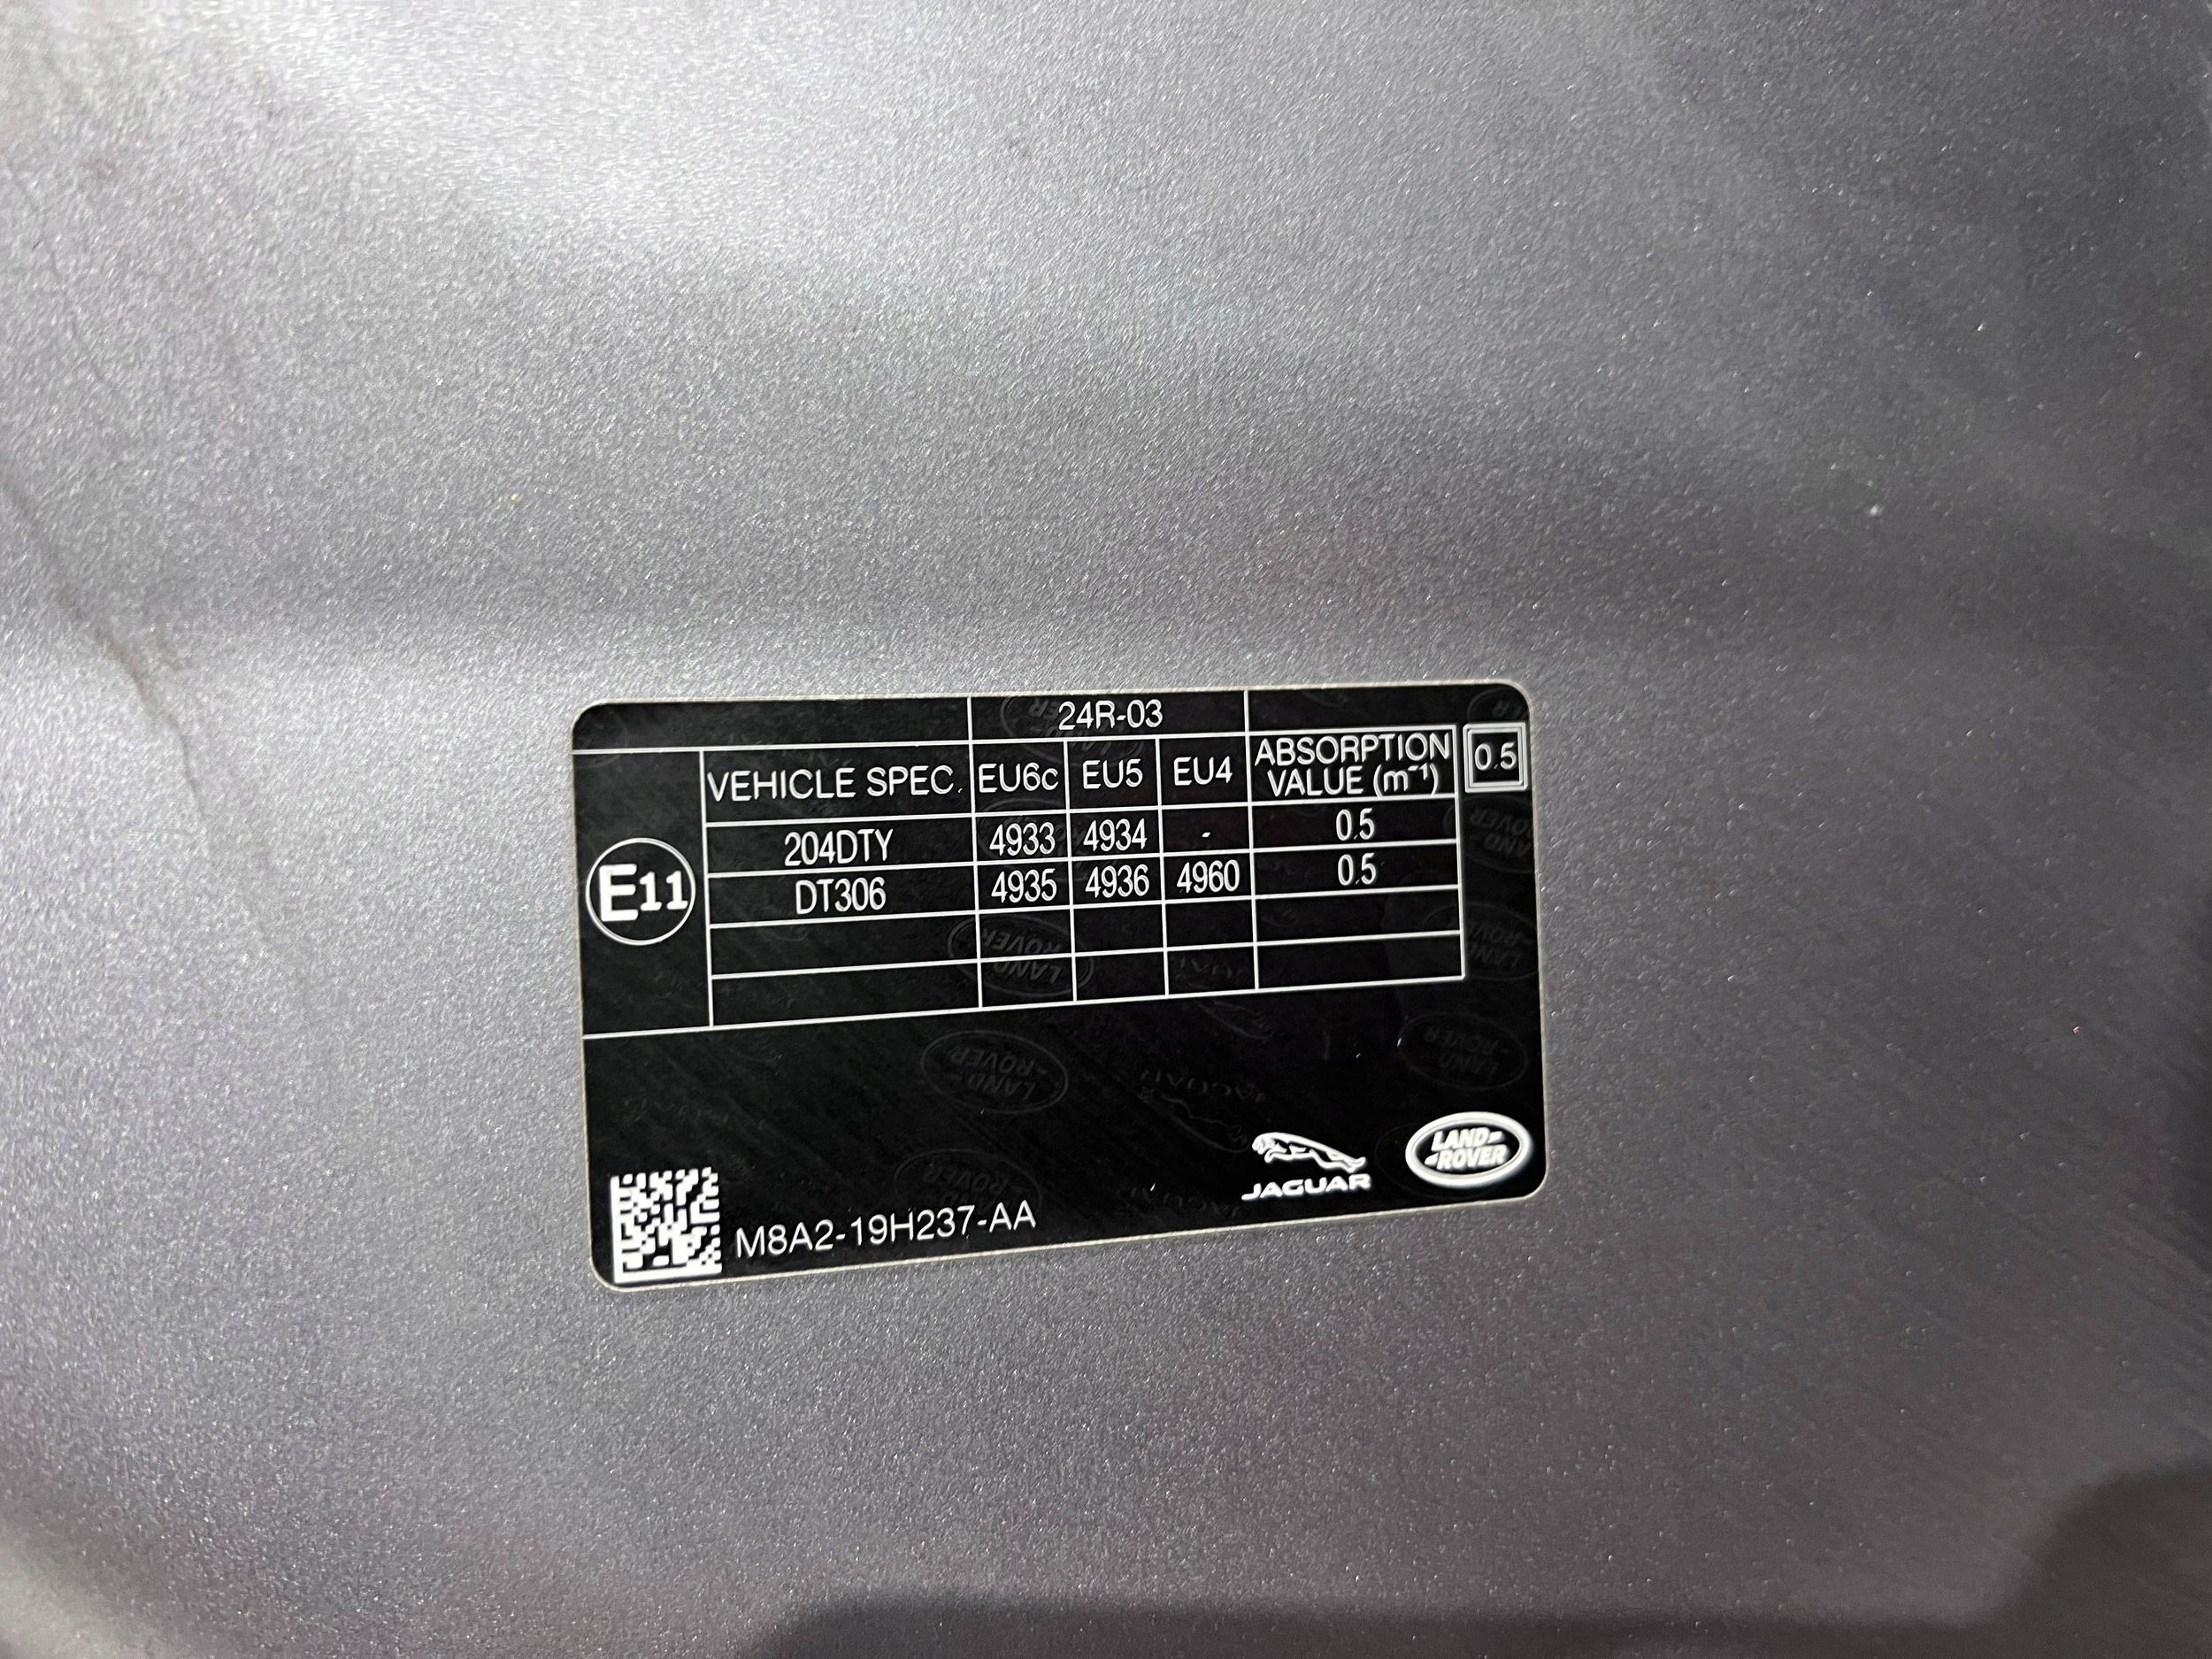 24R-03
VEHICLE SPEC. EU6c EU5 EU4 ABSORPTION VALUE (m⁻¹) 0.5
204DTY 4933 4934 - 0.5
DT306 4935 4936 4960 0.5
E11
M8A2-19H237-AA
JAGUAR
LAND-
-ROVER